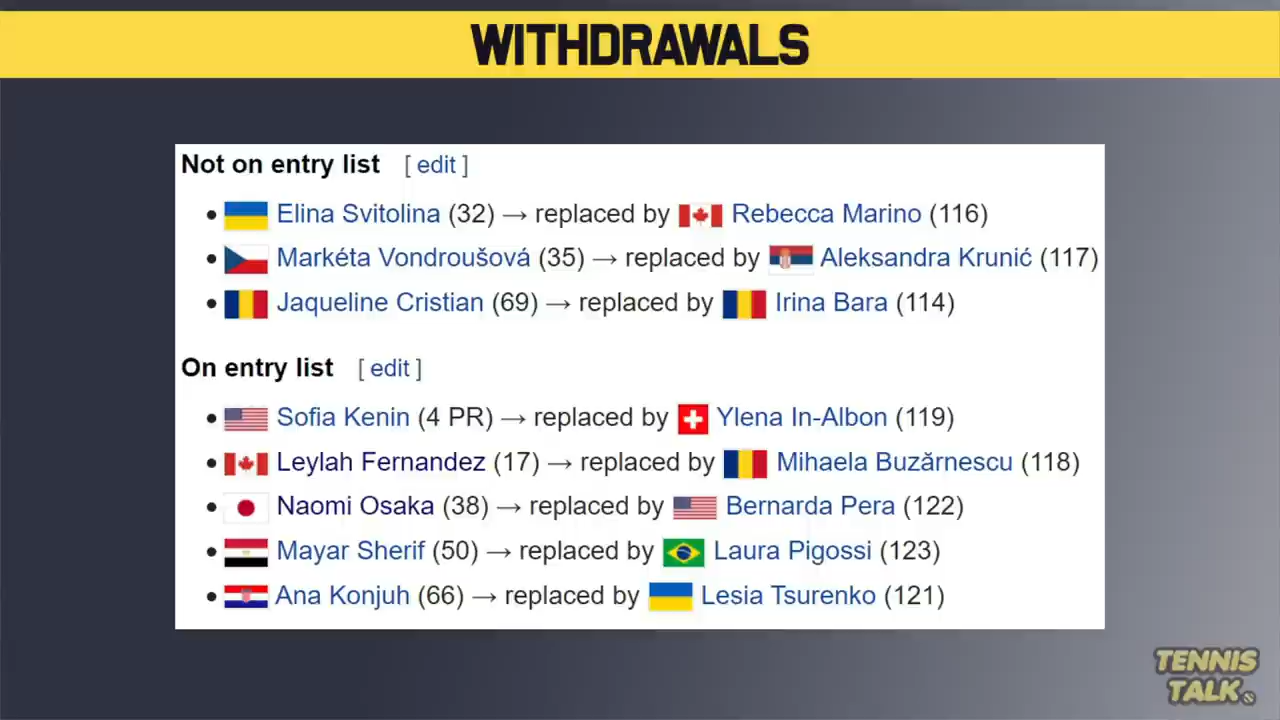 WITHDRAWALS
Not on entry list [ edit ]
• Elina Svitolina (32) → replaced by Rebecca Marino (116)
• Markéta Vondroušová (35) → replaced by Aleksandra Krunić (117)
• Jaqueline Cristian (69) → replaced by Irina Bara (114)
On entry list [ edit ]
• Sofia Kenin (4 PR) → replaced by Ylena In-Albon (119)
• Leylah Fernandez (17) → replaced by Mihaela Buzărnescu (118)
• Naomi Osaka (38) → replaced by Bernarda Pera (122)
• Mayar Sherif (50) → replaced by Laura Pigossi (123)
• Ana Konjuh (66) → replaced by Lesia Tsurenko (121)
TENNIS
TALK